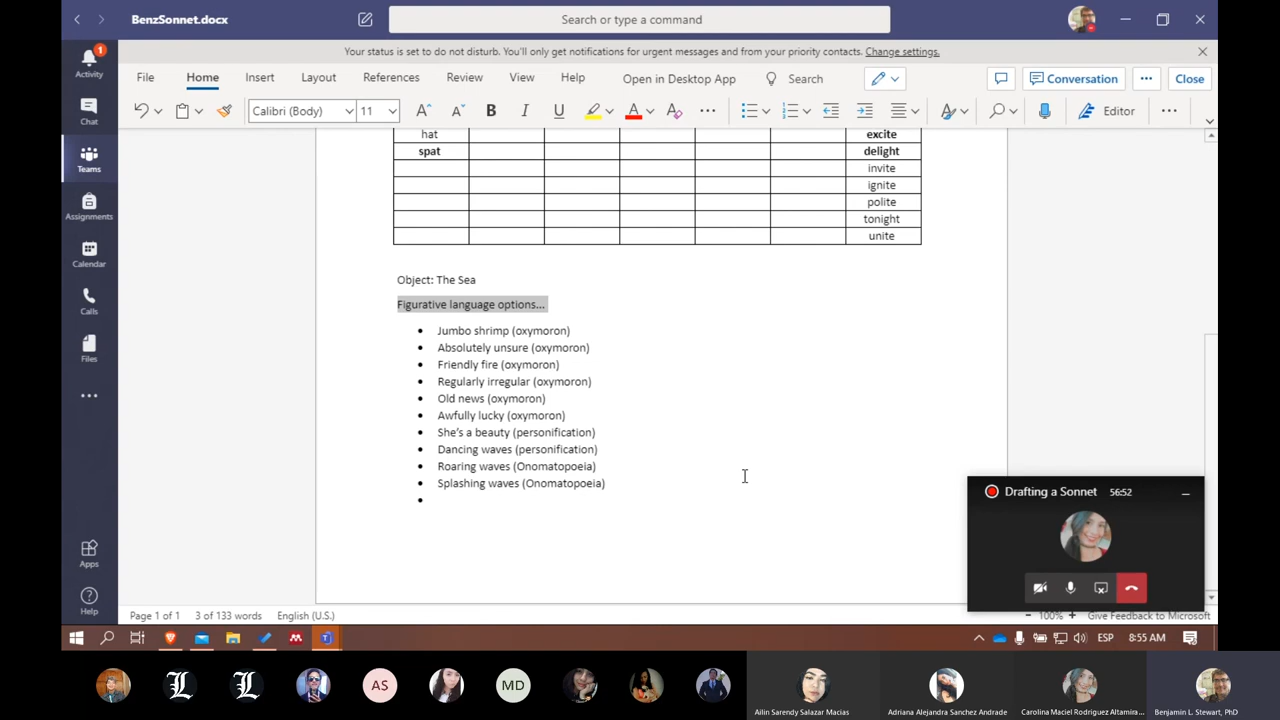 BenzSonnet.docx
Search or type a command
Your status is set to do not disturb. You'll only get notifications for urgent messages and from your priority contacts. Change settings.
File Home Insert Layout References Review View Help Open in Desktop App Search Conversation Close
Calibri (Body) 11 Editor
1
Activity
Chat
Teams
Assignments
Calendar
Calls
Files
Apps
Help
hat excite
spat delight
invite
ignite
polite
tonight
unite
Object: The Sea
Figurative language options...
• Jumbo shrimp (oxymoron)
• Absolutely unsure (oxymoron)
• Friendly fire (oxymoron)
• Regularly irregular (oxymoron)
• Old news (oxymoron)
• Awfully lucky (oxymoron)
• She's a beauty (personification)
• Dancing waves (personification)
• Roaring waves (Onomatopoeia)
• Splashing waves (Onomatopoeia)
•
Drafting a Sonnet 56:52
Page 1 of 1 3 of 133 words English (U.S.) 100% Give Feedback to Microsoft
ESP 8:55 AM
L L AS MD
Ailin Sarendy Salazar Macias
Adriana Alejandra Sanchez Andrade
Carolina Maciel Rodriguez Altamira...
Benjamin L. Stewart, PhD